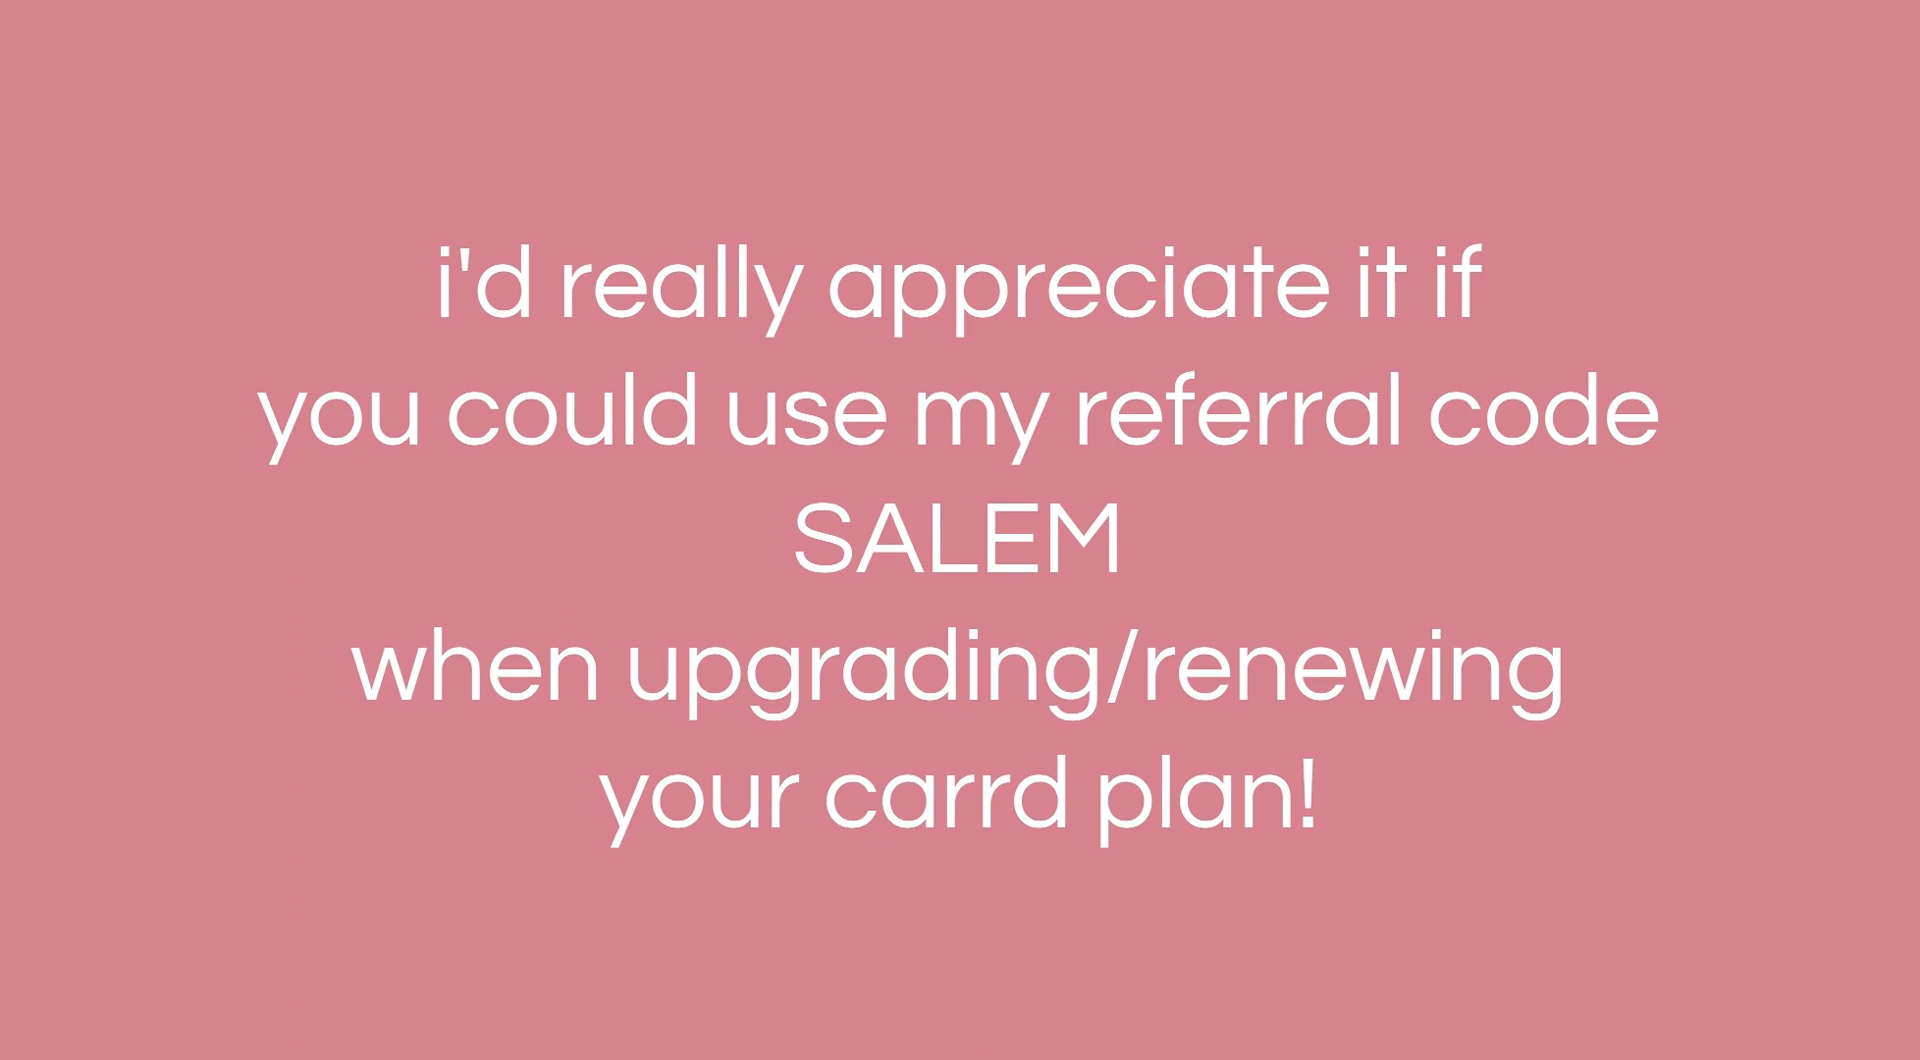 i'd really appreciate it if
you could use my referral code
SALEM
when upgrading/renewing
your carrd plan!